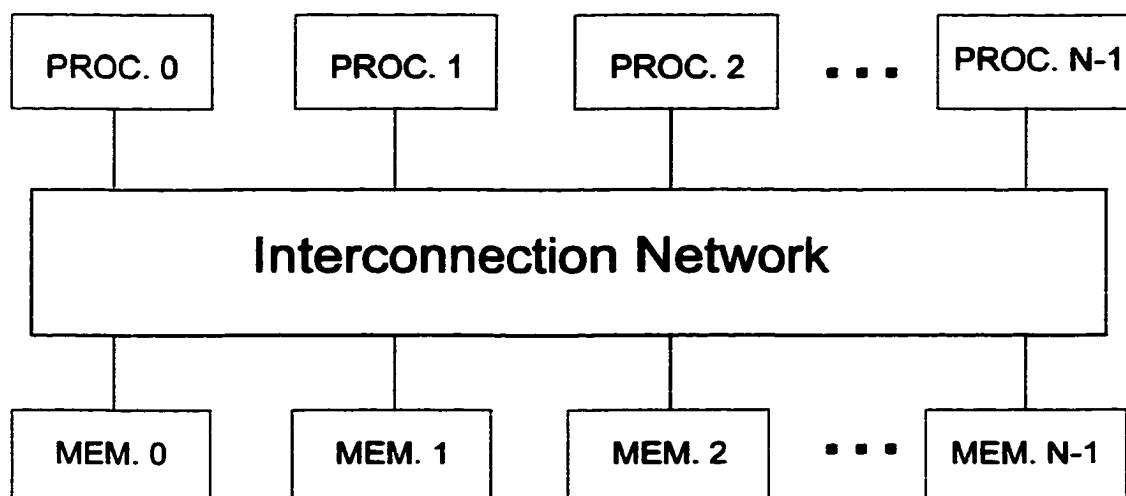 PROC. 0 PROC. 1 PROC. 2 ... PROC. N-1
Interconnection Network
MEM. 0 MEM. 1 MEM. 2 ... MEM. N-1